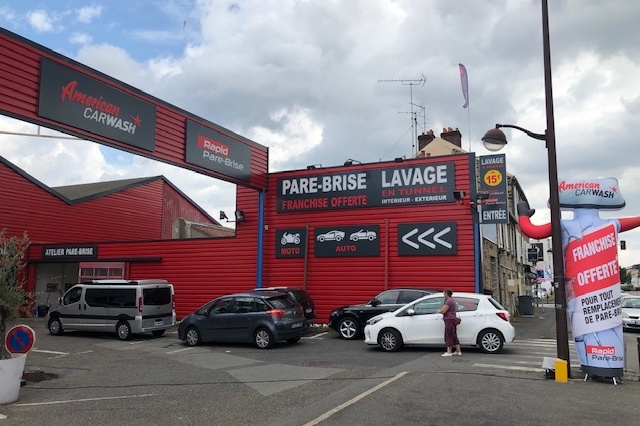 American
CARWASH
Rapid
Pare-Brise
PARE-BRISE
FRANCHISE OFFERTE
LAVAGE
EN TUNNEL
INTERIEUR - EXTERIEUR
MOTO
AUTO
ATELIER PARE-BRISE
LAVAGE
15€
ENTRÉE
American
CARWASH
FRANCHISE
OFFERTE
POUR TOUT
REMPLACEMENT
DE PARE-BRISE
Rapid
Pare-Brise